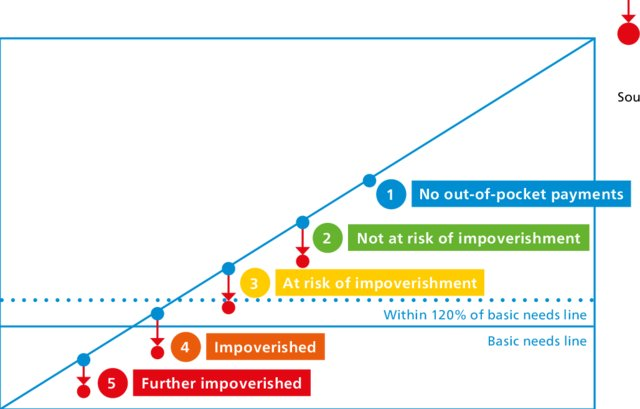 Sou
1 No out-of-pocket payments
2 Not at risk of impoverishment
3 At risk of impoverishment
Within 120% of basic needs line
Basic needs line
4 Impoverished
5 Further impoverished